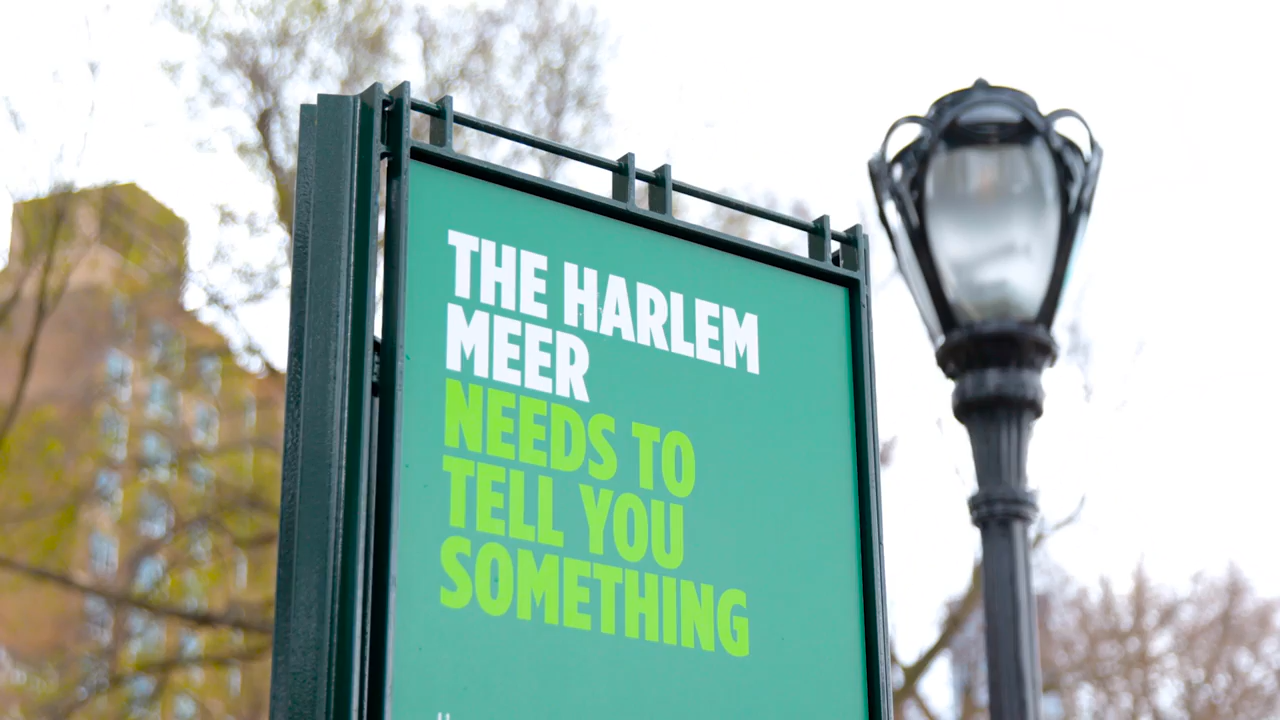 THE HARLEM
MEER
NEEDS TO
TELL YOU
SOMETHING